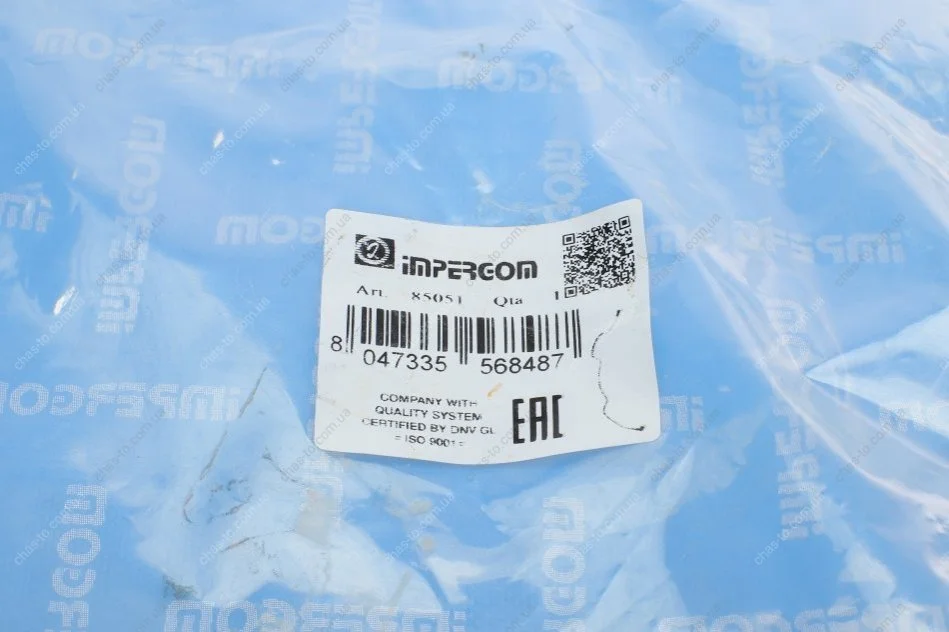 IMPERGOM
Art. 85051 Qta 1
8 047335 568487
COMPANY WITH
QUALITY SYSTEM
CERTIFIED BY DNV GL
= ISO 9001 =
EAC